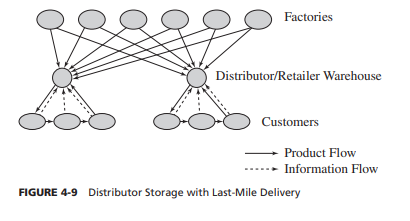 Factories
Distributor/Retailer Warehouse
Customers
Product Flow
Information Flow
FIGURE 4-9 Distributor Storage with Last-Mile Delivery